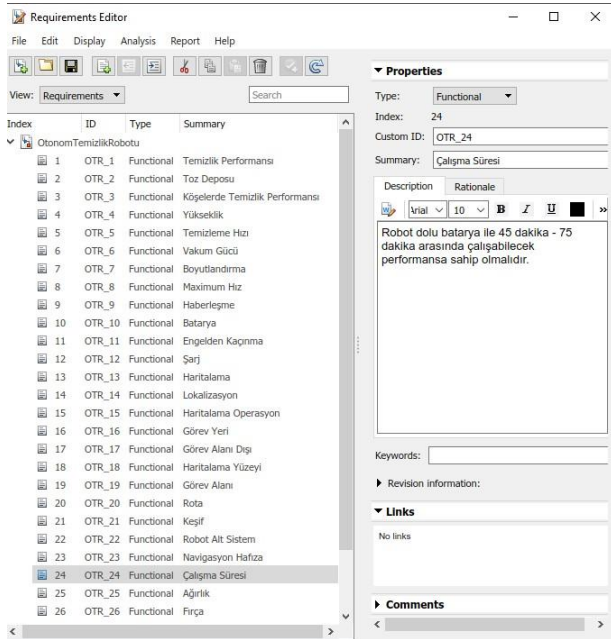 Requirements Editor
File Edit Display Analysis Report Help
View: Requirements Search
Index ID Type Summary
OtonomTemizlikRobotu
1 OTR_1 Functional Temizlik Performansı
2 OTR_2 Functional Toz Deposu
3 OTR_3 Functional Köşelerde Temizlik Performansı
4 OTR_4 Functional Yükseklik
5 OTR_5 Functional Temizleme Hızı
6 OTR_6 Functional Vakum Gücü
7 OTR_7 Functional Boyutlandırma
8 OTR_8 Functional Maximum Hız
9 OTR_9 Functional Haberleşme
10 OTR_10 Functional Batarya
11 OTR_11 Functional Engelden Kaçınma
12 OTR_12 Functional Şarj
13 OTR_13 Functional Haritalama
14 OTR_14 Functional Lokalizasyon
15 OTR_15 Functional Haritalama Operasyon
16 OTR_16 Functional Görev Yeri
17 OTR_17 Functional Görev Alanı Dışı
18 OTR_18 Functional Haritalama Yüzeyi
19 OTR_19 Functional Görev Alanı
20 OTR_20 Functional Rota
21 OTR_21 Functional Keşif
22 OTR_22 Functional Robot Alt Sistem
23 OTR_23 Functional Navigasyon Hafıza
24 OTR_24 Functional Çalışma Süresi
25 OTR_25 Functional Ağırlık
26 OTR_26 Functional Fırça
Properties
Type: Functional
Index: 24
Custom ID: OTR_24
Summary: Çalışma Süresi
Description Rationale
Arial 10 B I U »
Robot dolu batarya ile 45 dakika - 75
dakika arasında çalışabilecek
performansa sahip olmalıdır.
Keywords:
Revision information:
Links
No links
Comments